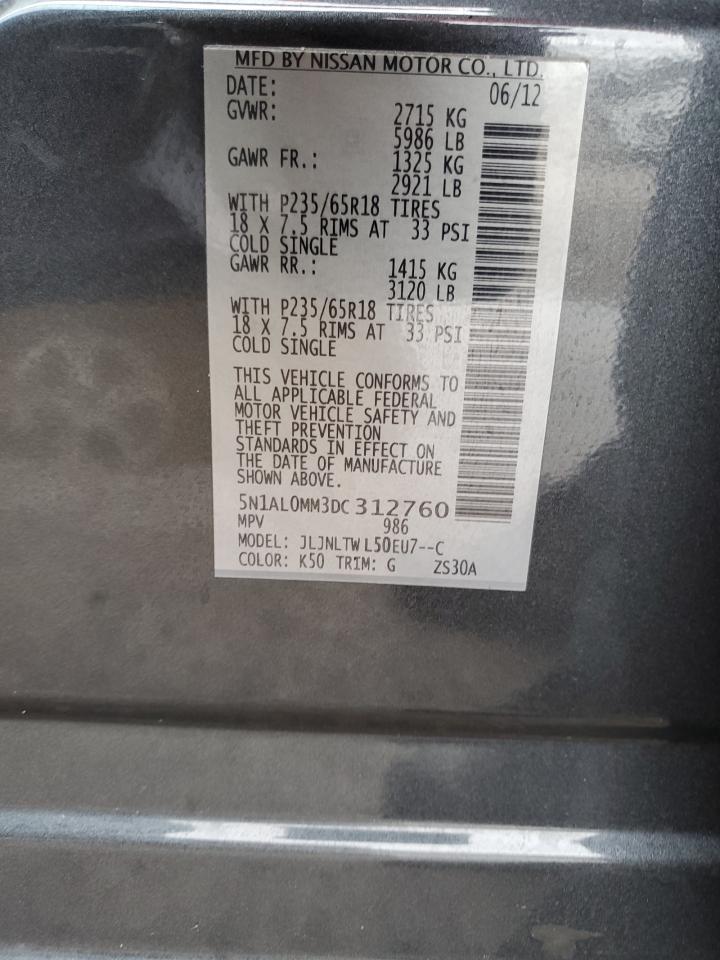 MFD BY NISSAN MOTOR CO., LTD.
DATE: 06/12
GVWR: 2715 KG
5986 LB
GAWR FR.: 1325 KG
2921 LB
WITH P235/65R18 TIRES
18 X 7.5 RIMS AT 33 PSI
COLD SINGLE
GAWR RR.: 1415 KG
3120 LB
WITH P235/65R18 TIRES
18 X 7.5 RIMS AT 33 PSI
COLD SINGLE
THIS VEHICLE CONFORMS TO
ALL APPLICABLE FEDERAL
MOTOR VEHICLE SAFETY AND
THEFT PREVENTION
STANDARDS IN EFFECT ON
THE DATE OF MANUFACTURE
SHOWN ABOVE.
5N1AL0MM3DC312760
MPV 986
MODEL: JLJNLTW L50EU7--C
COLOR: K50 TRIM: G ZS30A